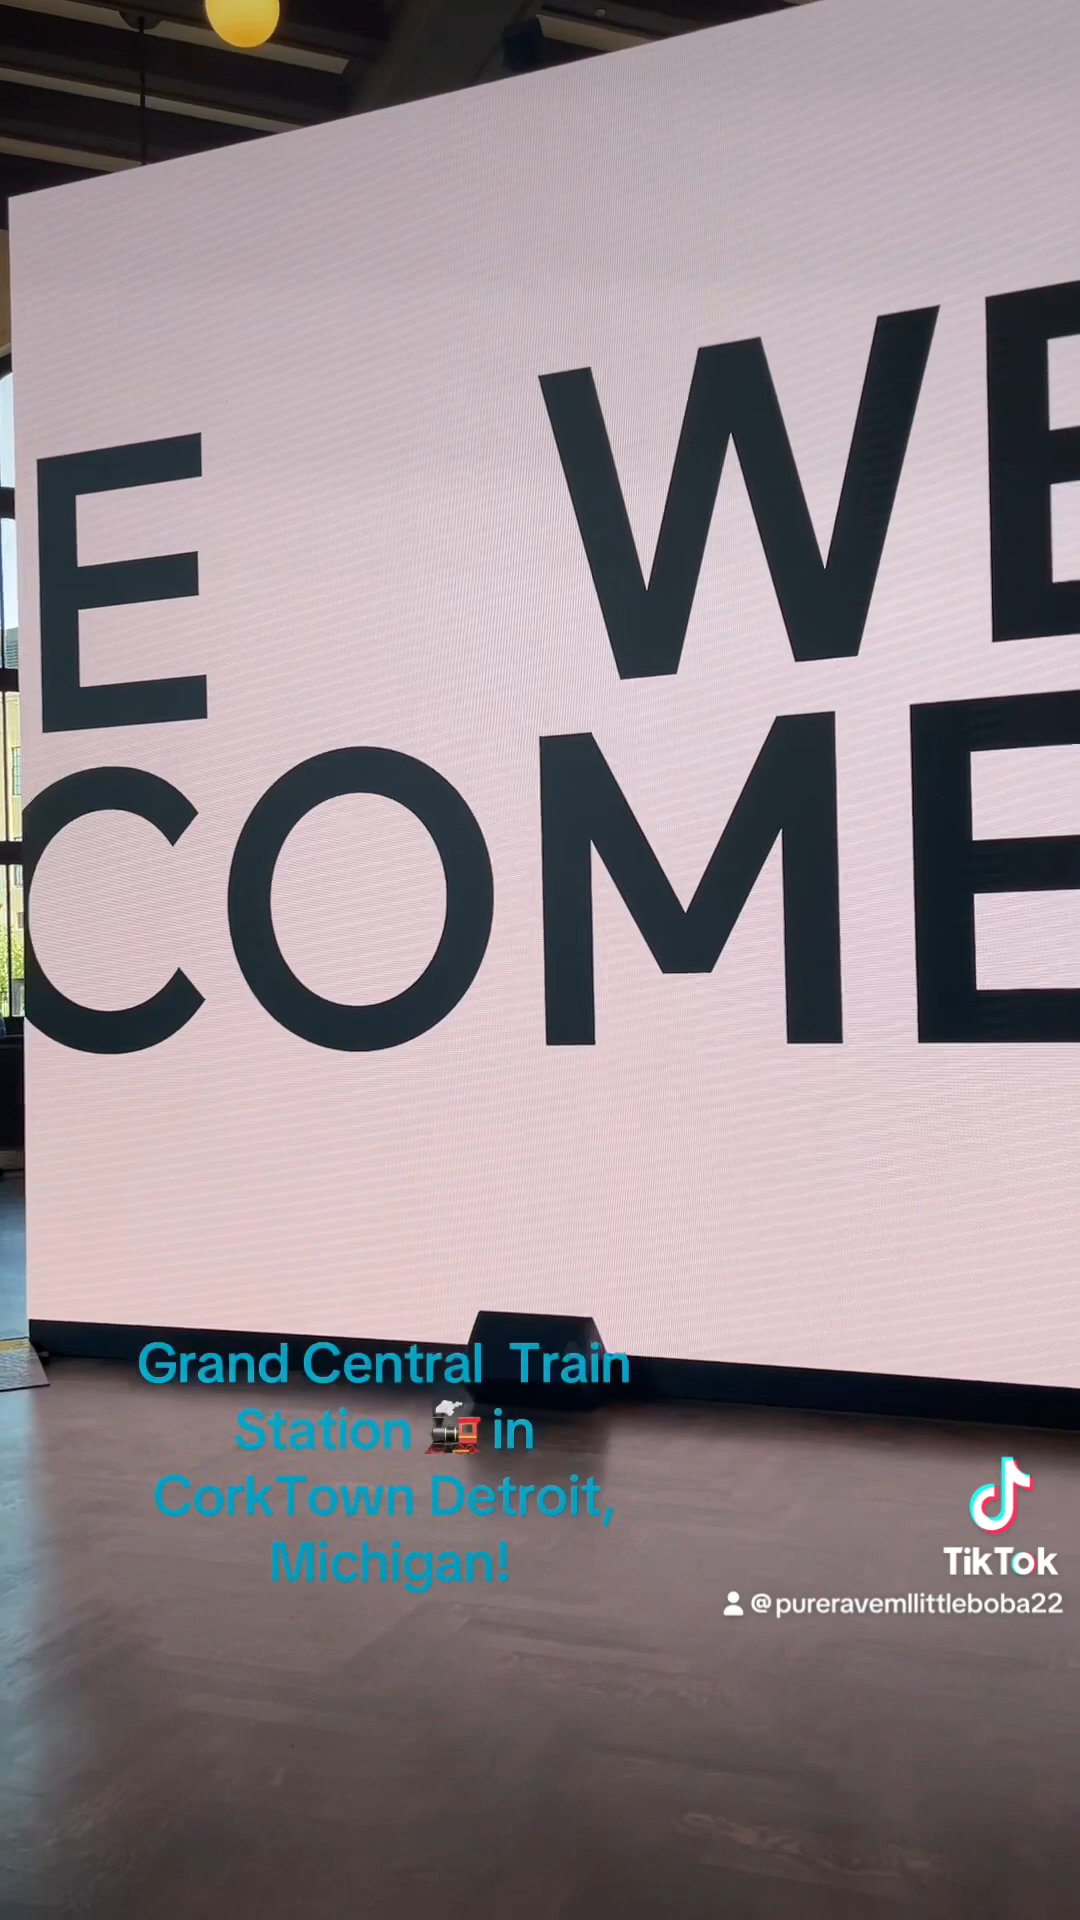 E WE
COME
Grand Central Train
Station 🚂 in
CorkTown Detroit,
Michigan!
TikTok
@pureravemllittleboba22